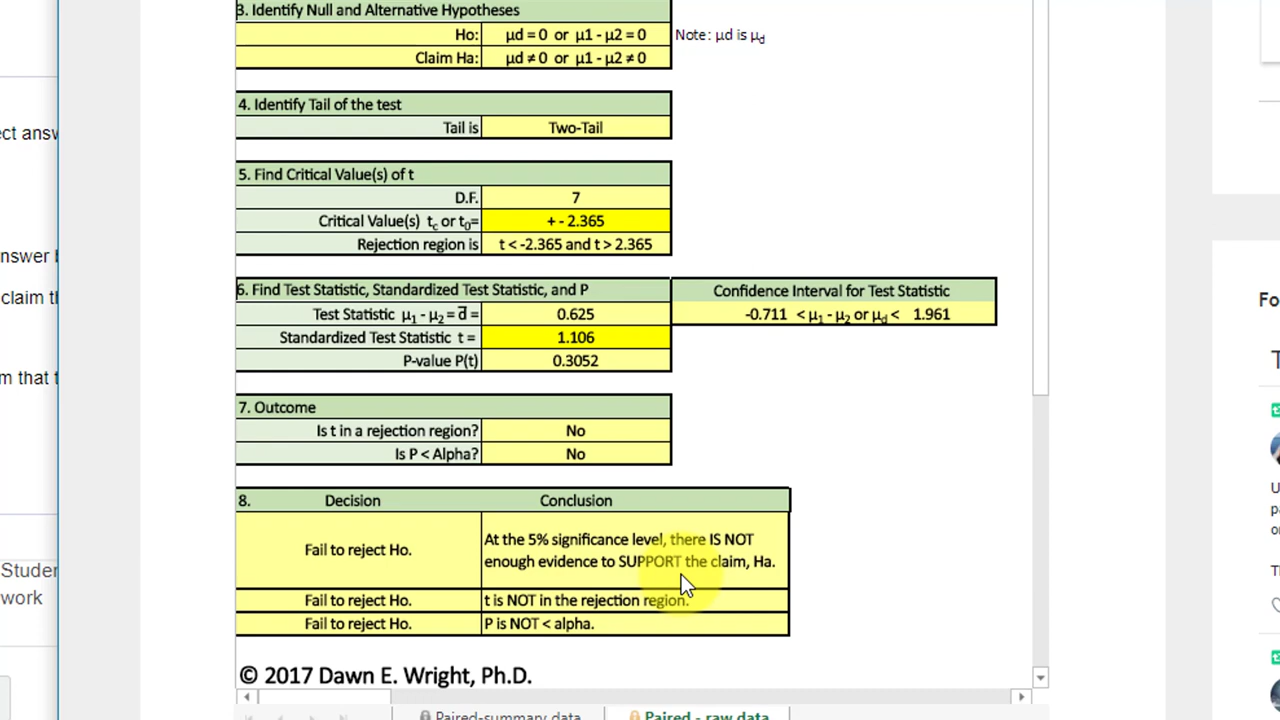 3. Identify Null and Alternative Hypotheses
Ho: μd = 0 or μ1 - μ2 = 0 Note: μd is μd
Claim Ha: μd ≠ 0 or μ1 - μ2 ≠ 0
4. Identify Tail of the test
Tail is Two-Tail
5. Find Critical Value(s) of t
D.F. 7
Critical Value(s) tc or t0= + - 2.365
Rejection region is t < -2.365 and t > 2.365
6. Find Test Statistic, Standardized Test Statistic, and P Confidence Interval for Test Statistic
Test Statistic μ1 - μ2 = d̅ = 0.625 -0.711 < μ1 - μ2 or μd < 1.961
Standardized Test Statistic t = 1.106
P-value P(t) 0.3052
7. Outcome
Is t in a rejection region? No
Is P < Alpha? No
8. Decision Conclusion
Fail to reject Ho. At the 5% significance level, there IS NOT
enough evidence to SUPPORT the claim, Ha.
Fail to reject Ho. t is NOT in the rejection region.
Fail to reject Ho. P is NOT < alpha.
© 2017 Dawn E. Wright, Ph.D.
Paired-summary data Paired - raw data
claim
work
Fo